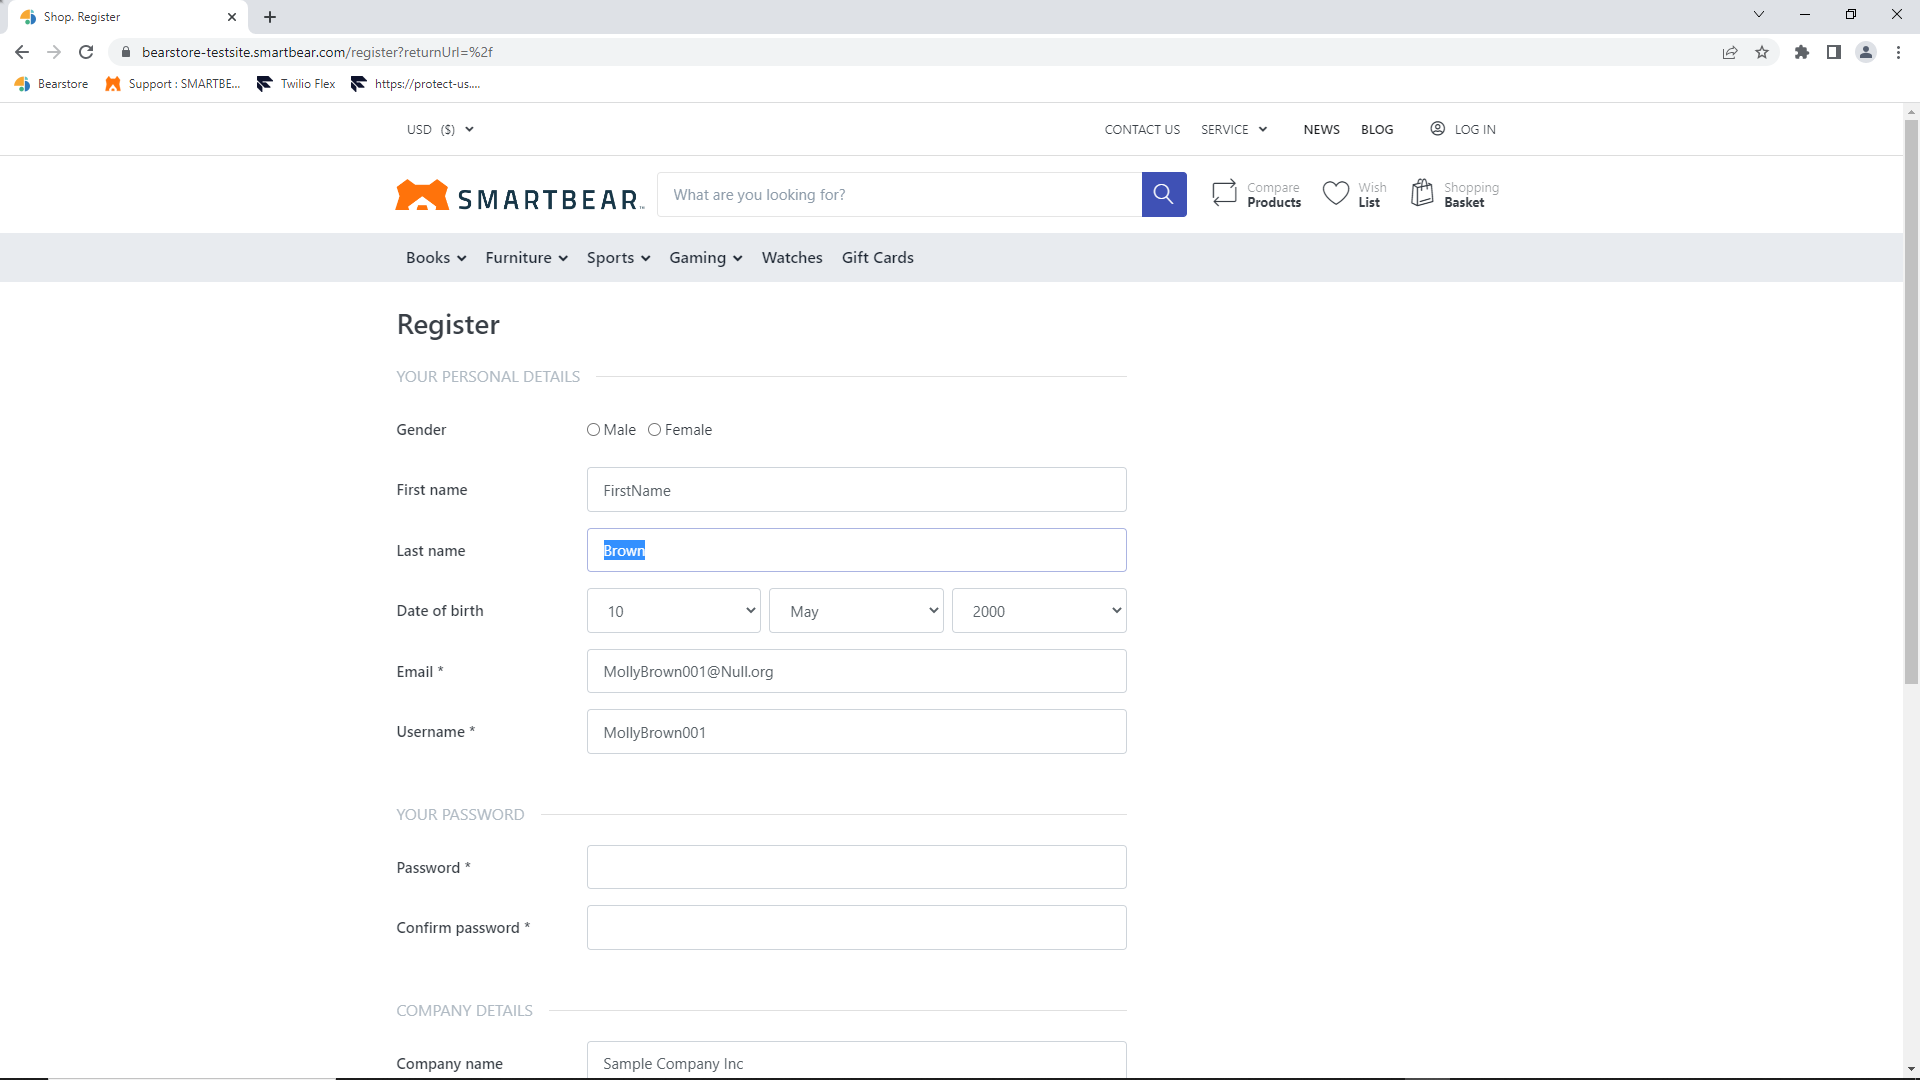 Shop. Register
bearstore-testsite.smartbear.com/register?returnUrl=%2f
Bearstore Support : SMARTBE... Twilio Flex https://protect-us....
USD ($) CONTACT US SERVICE NEWS BLOG LOG IN
SMARTBEAR™ What are you looking for? Compare Products Wish List Shopping Basket
Books Furniture Sports Gaming Watches Gift Cards
Register
YOUR PERSONAL DETAILS
Gender Male Female
First name FirstName
Last name Brown
Date of birth 10 May 2000
Email * MollyBrown001@Null.org
Username * MollyBrown001
YOUR PASSWORD
Password *
Confirm password *
COMPANY DETAILS
Company name Sample Company Inc